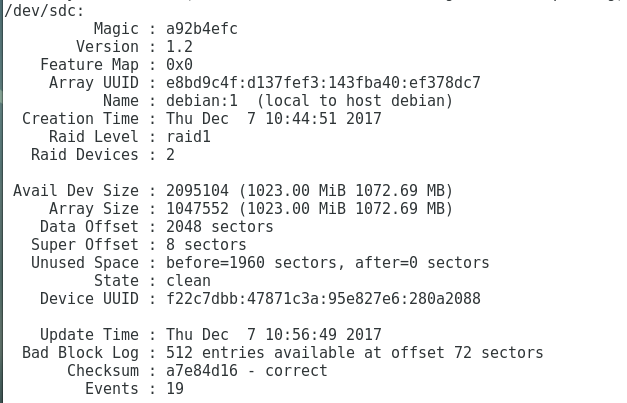 /dev/sdc:
Magic : a92b4efc
Version : 1.2
Feature Map : 0x0
Array UUID : e8bd9c4f:d137fef3:143fba40:ef378dc7
Name : debian:1  (local to host debian)
Creation Time : Thu Dec  7 10:44:51 2017
Raid Level : raid1
Raid Devices : 2
Avail Dev Size : 2095104 (1023.00 MiB 1072.69 MB)
Array Size : 1047552 (1023.00 MiB 1072.69 MB)
Data Offset : 2048 sectors
Super Offset : 8 sectors
Unused Space : before=1960 sectors, after=0 sectors
State : clean
Device UUID : f22c7dbb:47871c3a:95e827e6:280a2088
Update Time : Thu Dec  7 10:56:49 2017
Bad Block Log : 512 entries available at offset 72 sectors
Checksum : a7e84d16 - correct
Events : 19